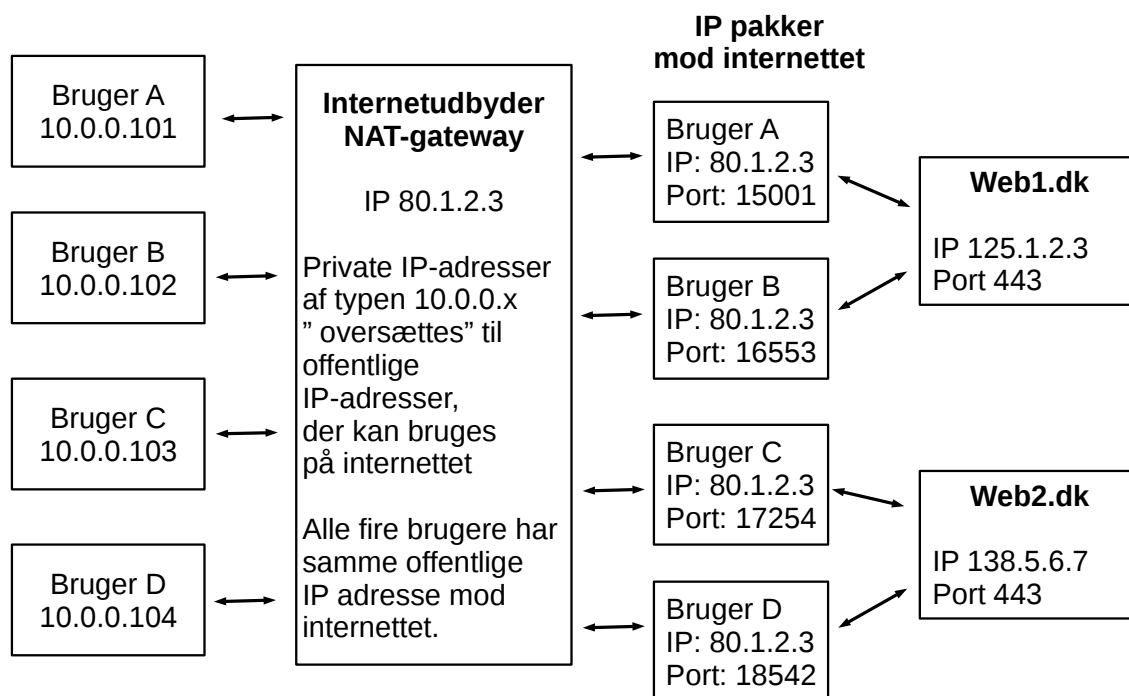 Bruger A
10.0.0.101
Bruger B
10.0.0.102
Bruger C
10.0.0.103
Bruger D
10.0.0.104
Internetudbyder
NAT-gateway
IP 80.1.2.3
Private IP-adresser
af typen 10.0.0.x
” oversættes” til
offentlige
IP-adresser,
der kan bruges
på internettet
Alle fire brugere har
samme offentlige
IP adresse mod
internettet.
IP pakker
mod internettet
Bruger A
IP: 80.1.2.3
Port: 15001
Bruger B
IP: 80.1.2.3
Port: 16553
Bruger C
IP: 80.1.2.3
Port: 17254
Bruger D
IP: 80.1.2.3
Port: 18542
Web1.dk
IP 125.1.2.3
Port 443
Web2.dk
IP 138.5.6.7
Port 443